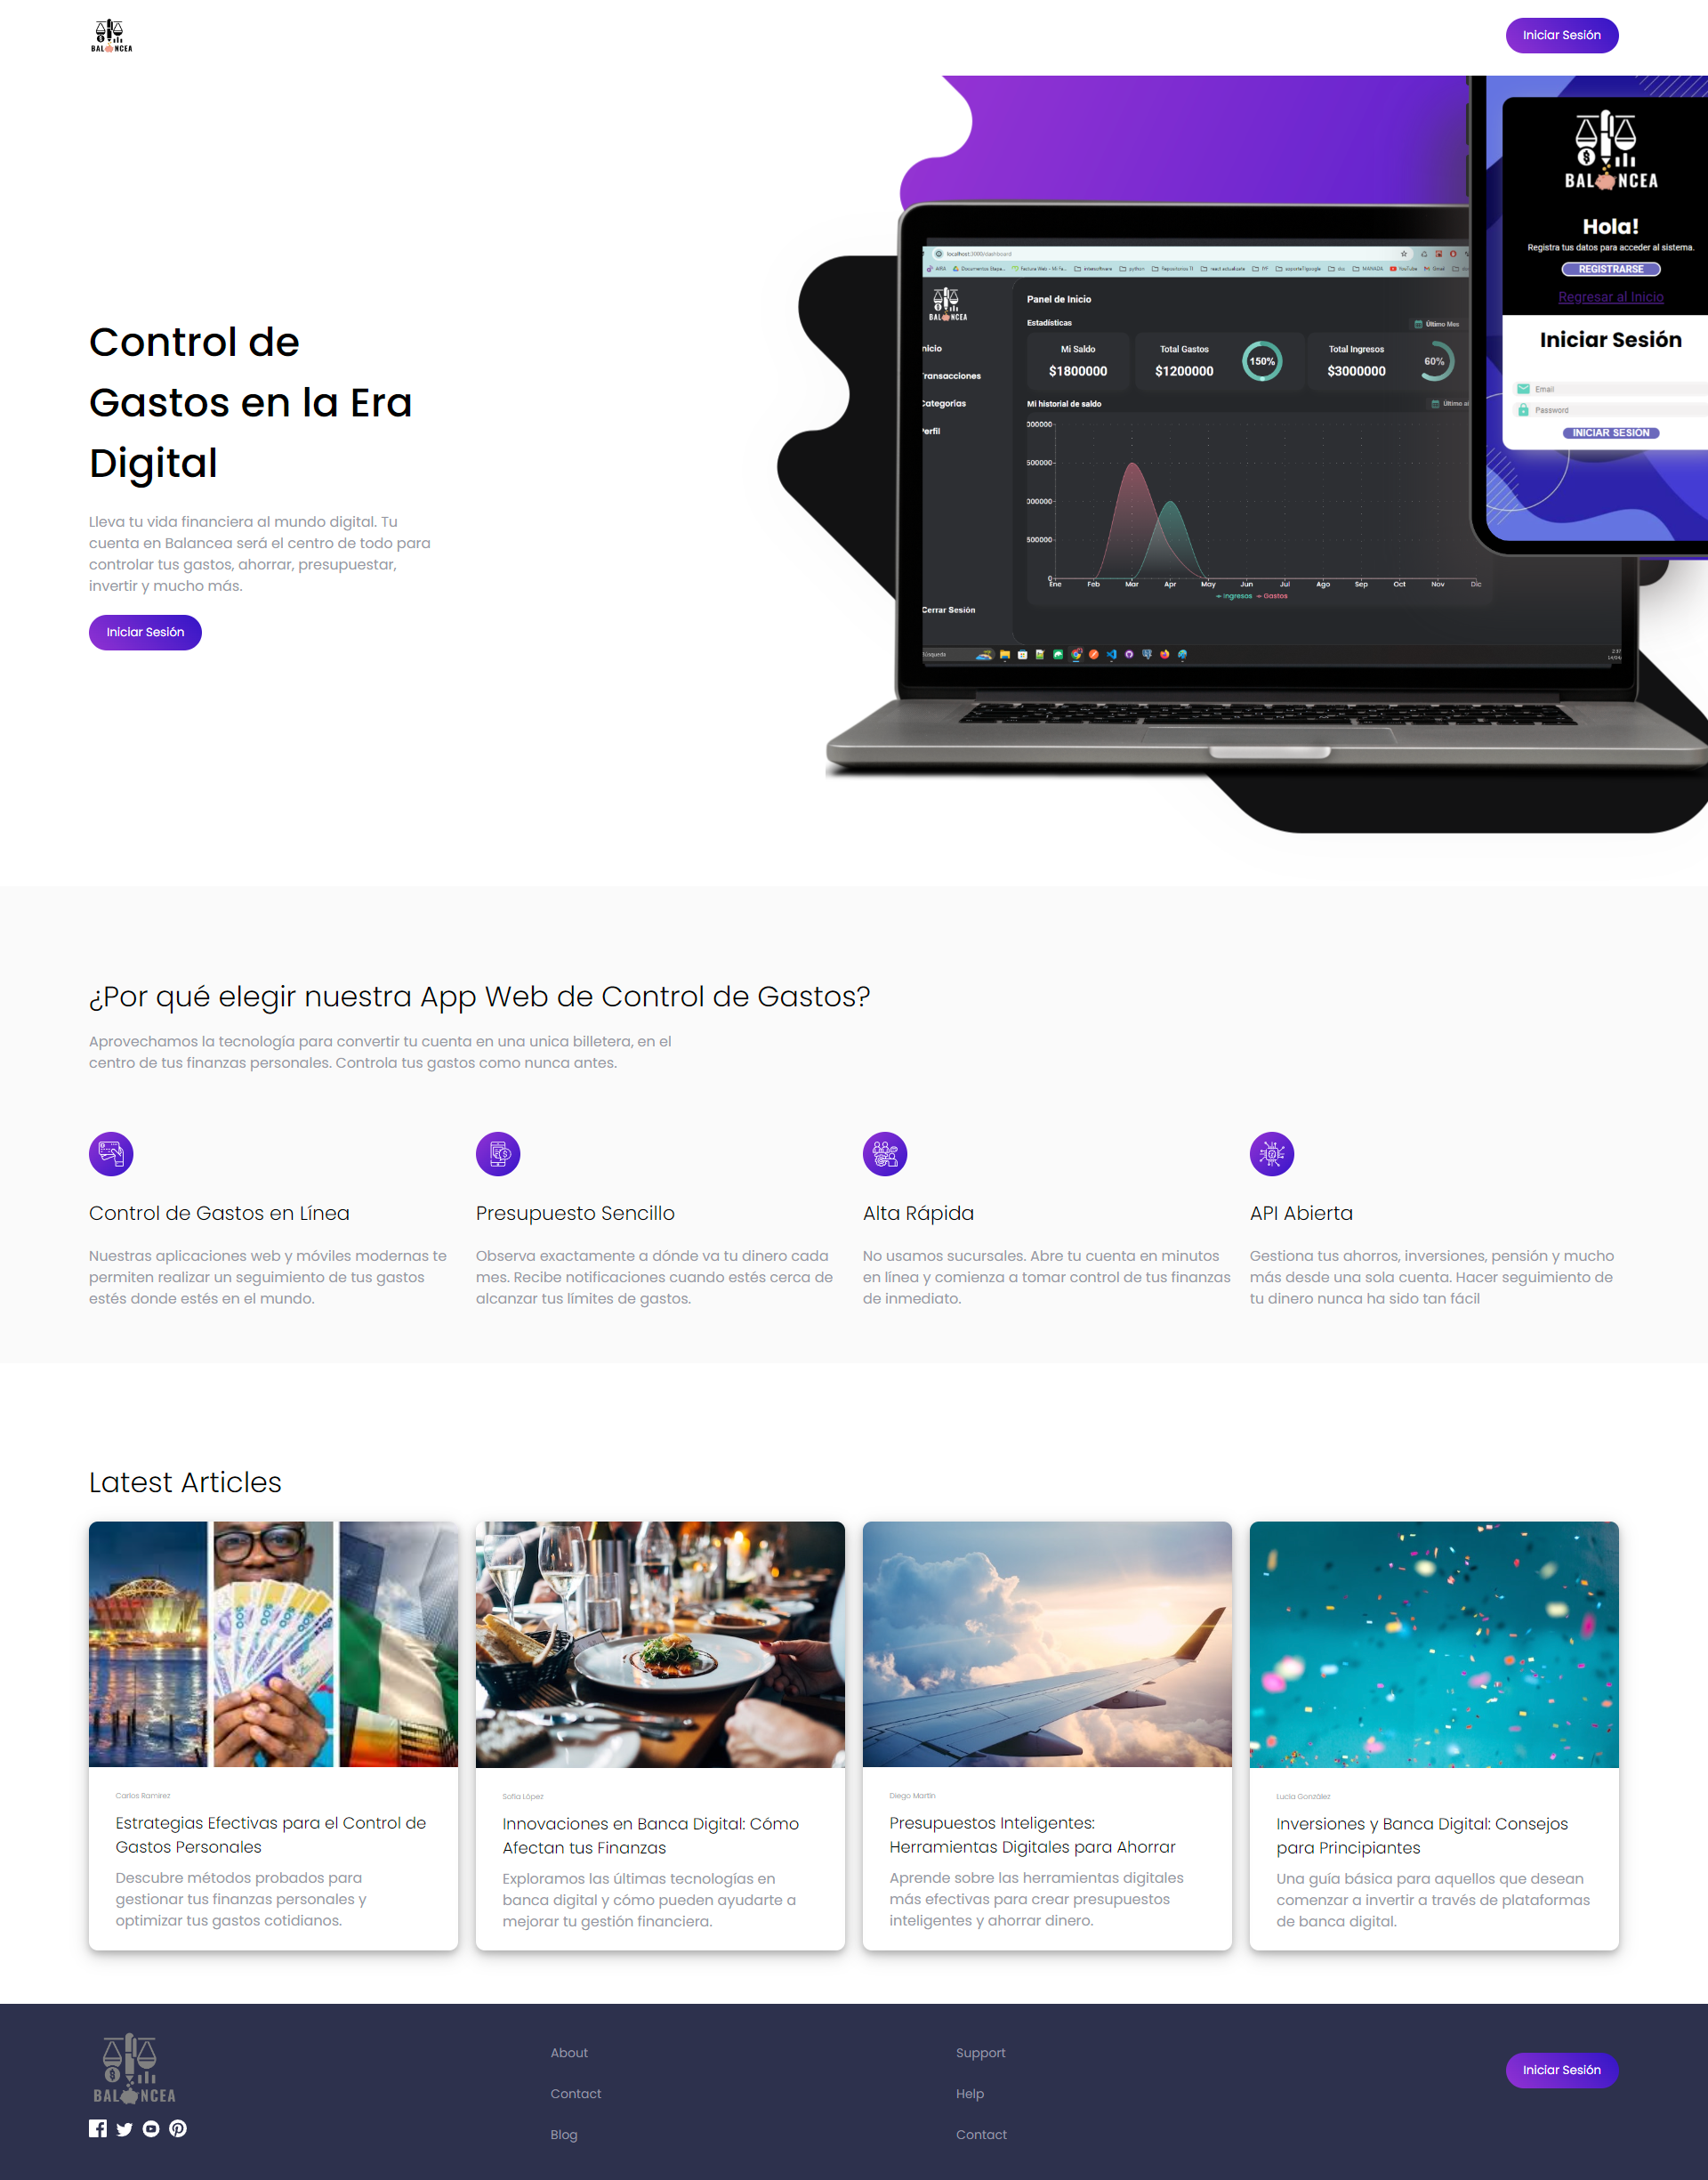 BALANCEA
Iniciar Sesión
Control de
Gastos en la Era
Digital
Lleva tu vida financiera al mundo digital. Tu
cuenta en Balancea será el centro de todo para
controlar tus gastos, ahorrar, presupuestar,
invertir y mucho más.
Iniciar Sesión
localhost:3000/dashboard
BALANCEA
Panel de Inicio
Estadísticas
Último Mes
Mi Saldo
$1800000
Total Gastos
$1200000
150%
Total Ingresos
$3000000
60%
nicio
ransacciones
Categorias
Perfil
Cerrar Sesión
Mi historial de saldo
Último a
000000
500000
000000
500000
0
Ene Feb Mar Apr May Jun Jul Ago Sep Oct Nov Dic
Ingresos Gastos
BALANCEA
Hola!
Registra tus datos para acceder al sistema.
REGISTRARSE
Regresar al Inicio
Iniciar Sesión
Email
Password
INICIAR SESIÓN
¿Por qué elegir nuestra App Web de Control de Gastos?
Aprovechamos la tecnología para convertir tu cuenta en una unica billetera, en el
centro de tus finanzas personales. Controla tus gastos como nunca antes.
Control de Gastos en Línea
Nuestras aplicaciones web y móviles modernas te
permiten realizar un seguimiento de tus gastos
estés donde estés en el mundo.
Presupuesto Sencillo
Observa exactamente a dónde va tu dinero cada
mes. Recibe notificaciones cuando estés cerca de
alcanzar tus límites de gastos.
Alta Rápida
No usamos sucursales. Abre tu cuenta en minutos
en línea y comienza a tomar control de tus finanzas
de inmediato.
API Abierta
Gestiona tus ahorros, inversiones, pensión y mucho
más desde una sola cuenta. Hacer seguimiento de
tu dinero nunca ha sido tan fácil
Latest Articles
Carlos Ramirez
Estrategias Efectivas para el Control de
Gastos Personales
Descubre métodos probados para
gestionar tus finanzas personales y
optimizar tus gastos cotidianos.
Sofía López
Innovaciones en Banca Digital: Cómo
Afectan tus Finanzas
Exploramos las últimas tecnologías en
banca digital y cómo pueden ayudarte a
mejorar tu gestión financiera.
Diego Martín
Presupuestos Inteligentes:
Herramientas Digitales para Ahorrar
Aprende sobre las herramientas digitales
más efectivas para crear presupuestos
inteligentes y ahorrar dinero.
Lucía González
Inversiones y Banca Digital: Consejos
para Principiantes
Una guía básica para aquellos que desean
comenzar a invertir a través de plataformas
de banca digital.
BALANCEA
About
Contact
Blog
Support
Help
Contact
Iniciar Sesión